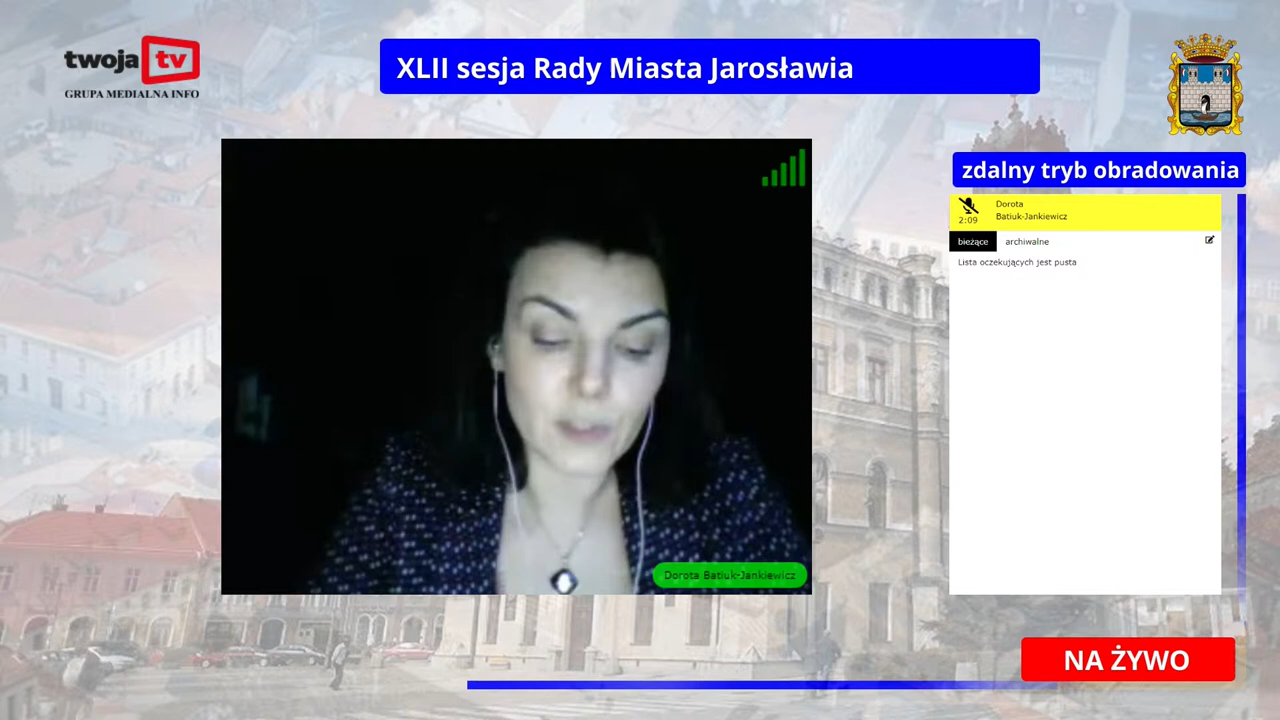 twoja tv
GRUPA MEDIALNA INFO
XLII sesja Rady Miasta Jarosławia
zdalny tryb obradowania
2:09
Dorota
Batiuk-Jankiewicz
bieżące archiwalne
Lista oczekujących jest pusta
Dorota Batiuk-Jankiewicz
NA ŻYWO